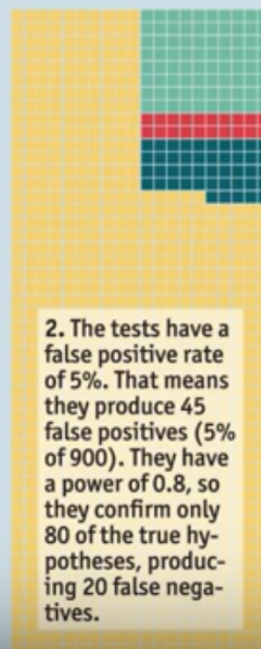 2. The tests have a
false positive rate
of 5%. That means
they produce 45
false positives (5%
of 900). They have
a power of 0.8, so
they confirm only
80 of the true hy-
potheses, produc-
ing 20 false nega-
tives.